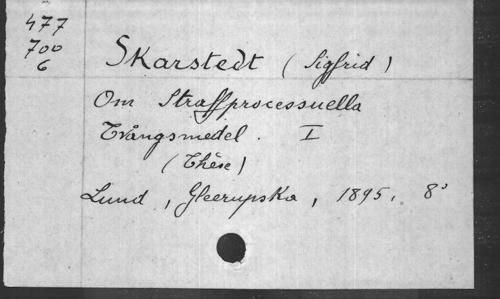 477
700
6
Skarstedt (Sigfrid)
Om Straffprocessuella
Tvångsmedel. I
(Thèse)
Lund, Gleerupska, 1895, 8°